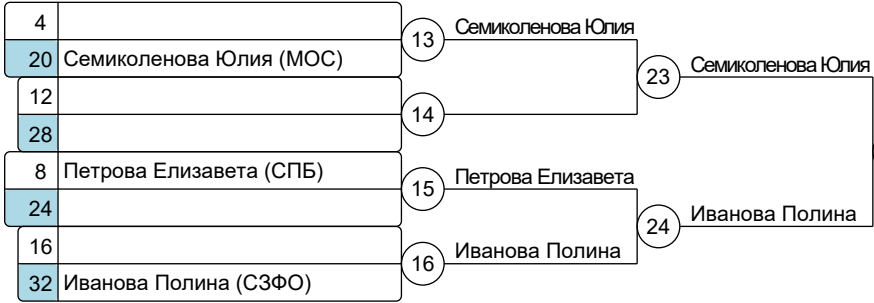 4
13
Семиколенова Юлия
20 Семиколенова Юлия (МОС)
23
Семиколенова Юлия
12
14
28
8 Петрова Елизавета (СПБ)
15
Петрова Елизавета
24
24
Иванова Полина
16
16
Иванова Полина
32 Иванова Полина (СЗФО)